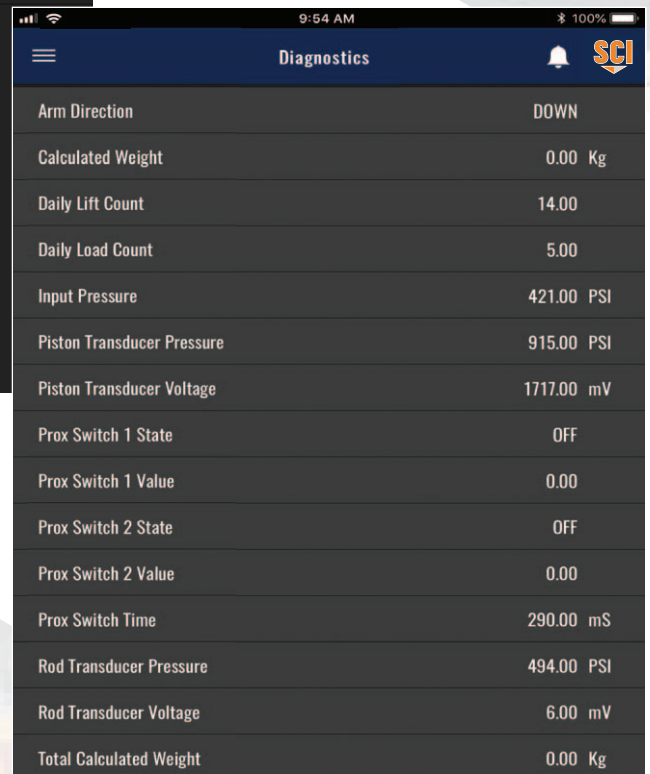 9:54 AM 100%
Diagnostics SCI
Arm Direction DOWN
Calculated Weight 0.00 Kg
Daily Lift Count 14.00
Daily Load Count 5.00
Input Pressure 421.00 PSI
Piston Transducer Pressure 915.00 PSI
Piston Transducer Voltage 1717.00 mV
Prox Switch 1 State OFF
Prox Switch 1 Value 0.00
Prox Switch 2 State OFF
Prox Switch 2 Value 0.00
Prox Switch Time 290.00 mS
Rod Transducer Pressure 494.00 PSI
Rod Transducer Voltage 6.00 mV
Total Calculated Weight 0.00 Kg